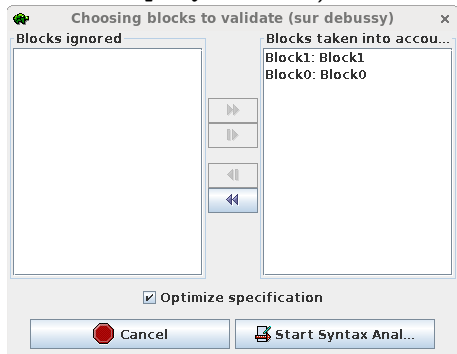 Choosing blocks to validate (sur debussy)
Blocks ignored
Blocks taken into accou...
Block1: Block1
Block0: Block0
Optimize specification
Cancel
Start Syntax Anal...